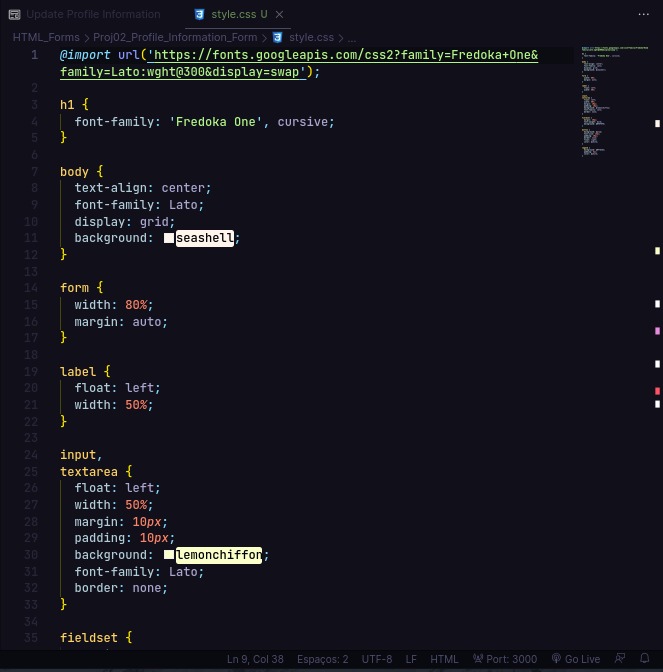 Update Profile Information
style.css U
HTML_Forms > Proj02_Profile_Information_Form > style.css > ...
1 @import url('https://fonts.googleapis.com/css2?family=Fredoka+One&
family=Lato:wght@300&display=swap');
2
3 h1 {
4 font-family: 'Fredoka One', cursive;
5 }
6
7 body {
8 text-align: center;
9 font-family: Lato;
10 display: grid;
11 background: seashell;
12 }
13
14 form {
15 width: 80%;
16 margin: auto;
17 }
18
19 label {
20 float: left;
21 width: 50%;
22 }
23
24 input,
25 textarea {
26 float: left;
27 width: 50%;
28 margin: 10px;
29 padding: 10px;
30 background: lemonchiffon;
31 font-family: Lato;
32 border: none;
33 }
34
35 fieldset {
Ln 9, Col 38 Espaços: 2 UTF-8 LF HTML Port: 3000 Go Live